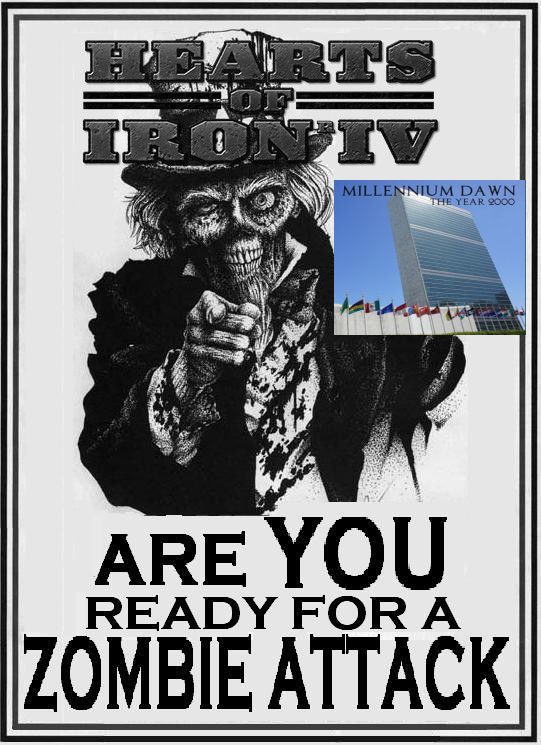 HEARTS
OF
IRON IV
MILLENNIUM DAWN
THE YEAR 2000
ARE YOU
READY FOR A
ZOMBIE ATTACK